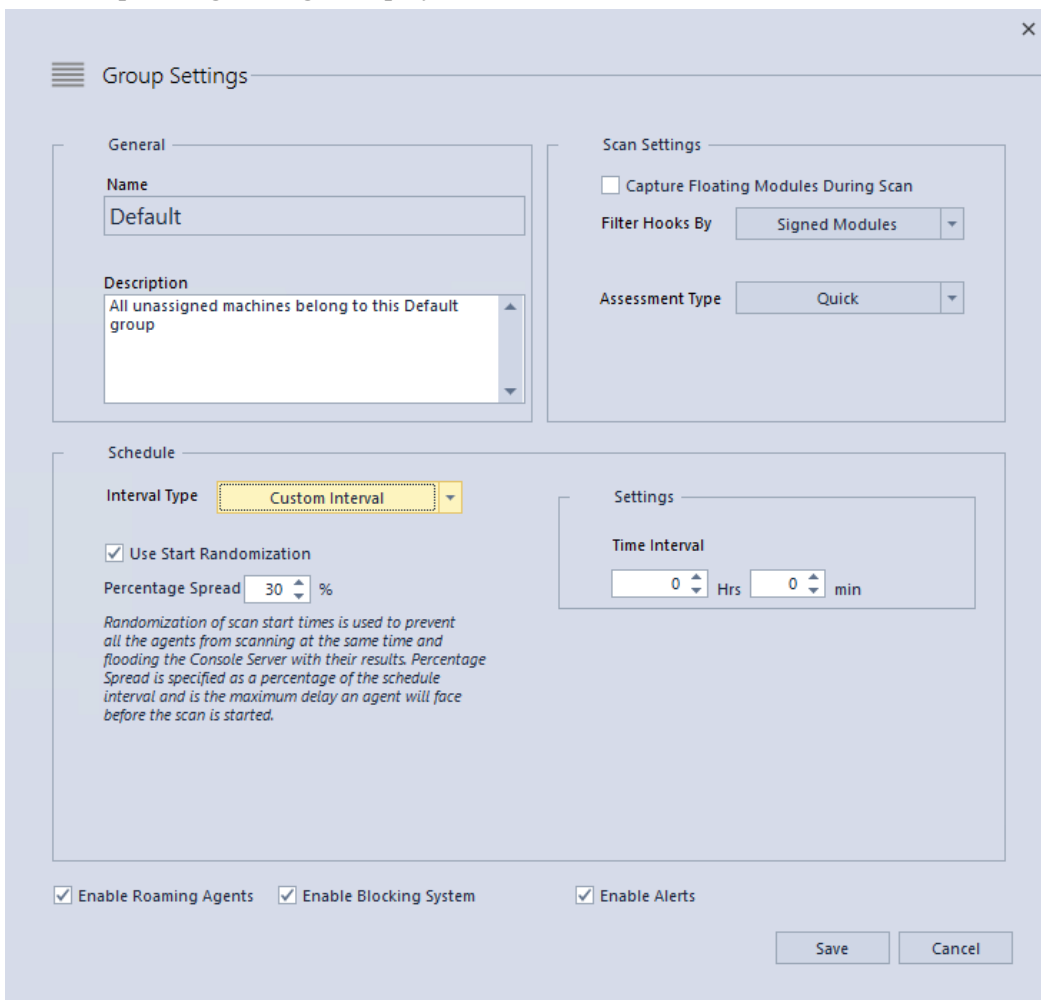 Group Settings
General
Name
Default
Description
All unassigned machines belong to this Default
group
Scan Settings
Capture Floating Modules During Scan
Filter Hooks By Signed Modules
Assessment Type Quick
Schedule
Interval Type Custom Interval
Use Start Randomization
Percentage Spread 30 %
Randomization of scan start times is used to prevent
all the agents from scanning at the same time and
flooding the Console Server with their results. Percentage
Spread is specified as a percentage of the schedule
interval and is the maximum delay an agent will face
before the scan is started.
Settings
Time Interval
0 Hrs 0 min
Enable Roaming Agents Enable Blocking System Enable Alerts
Save Cancel